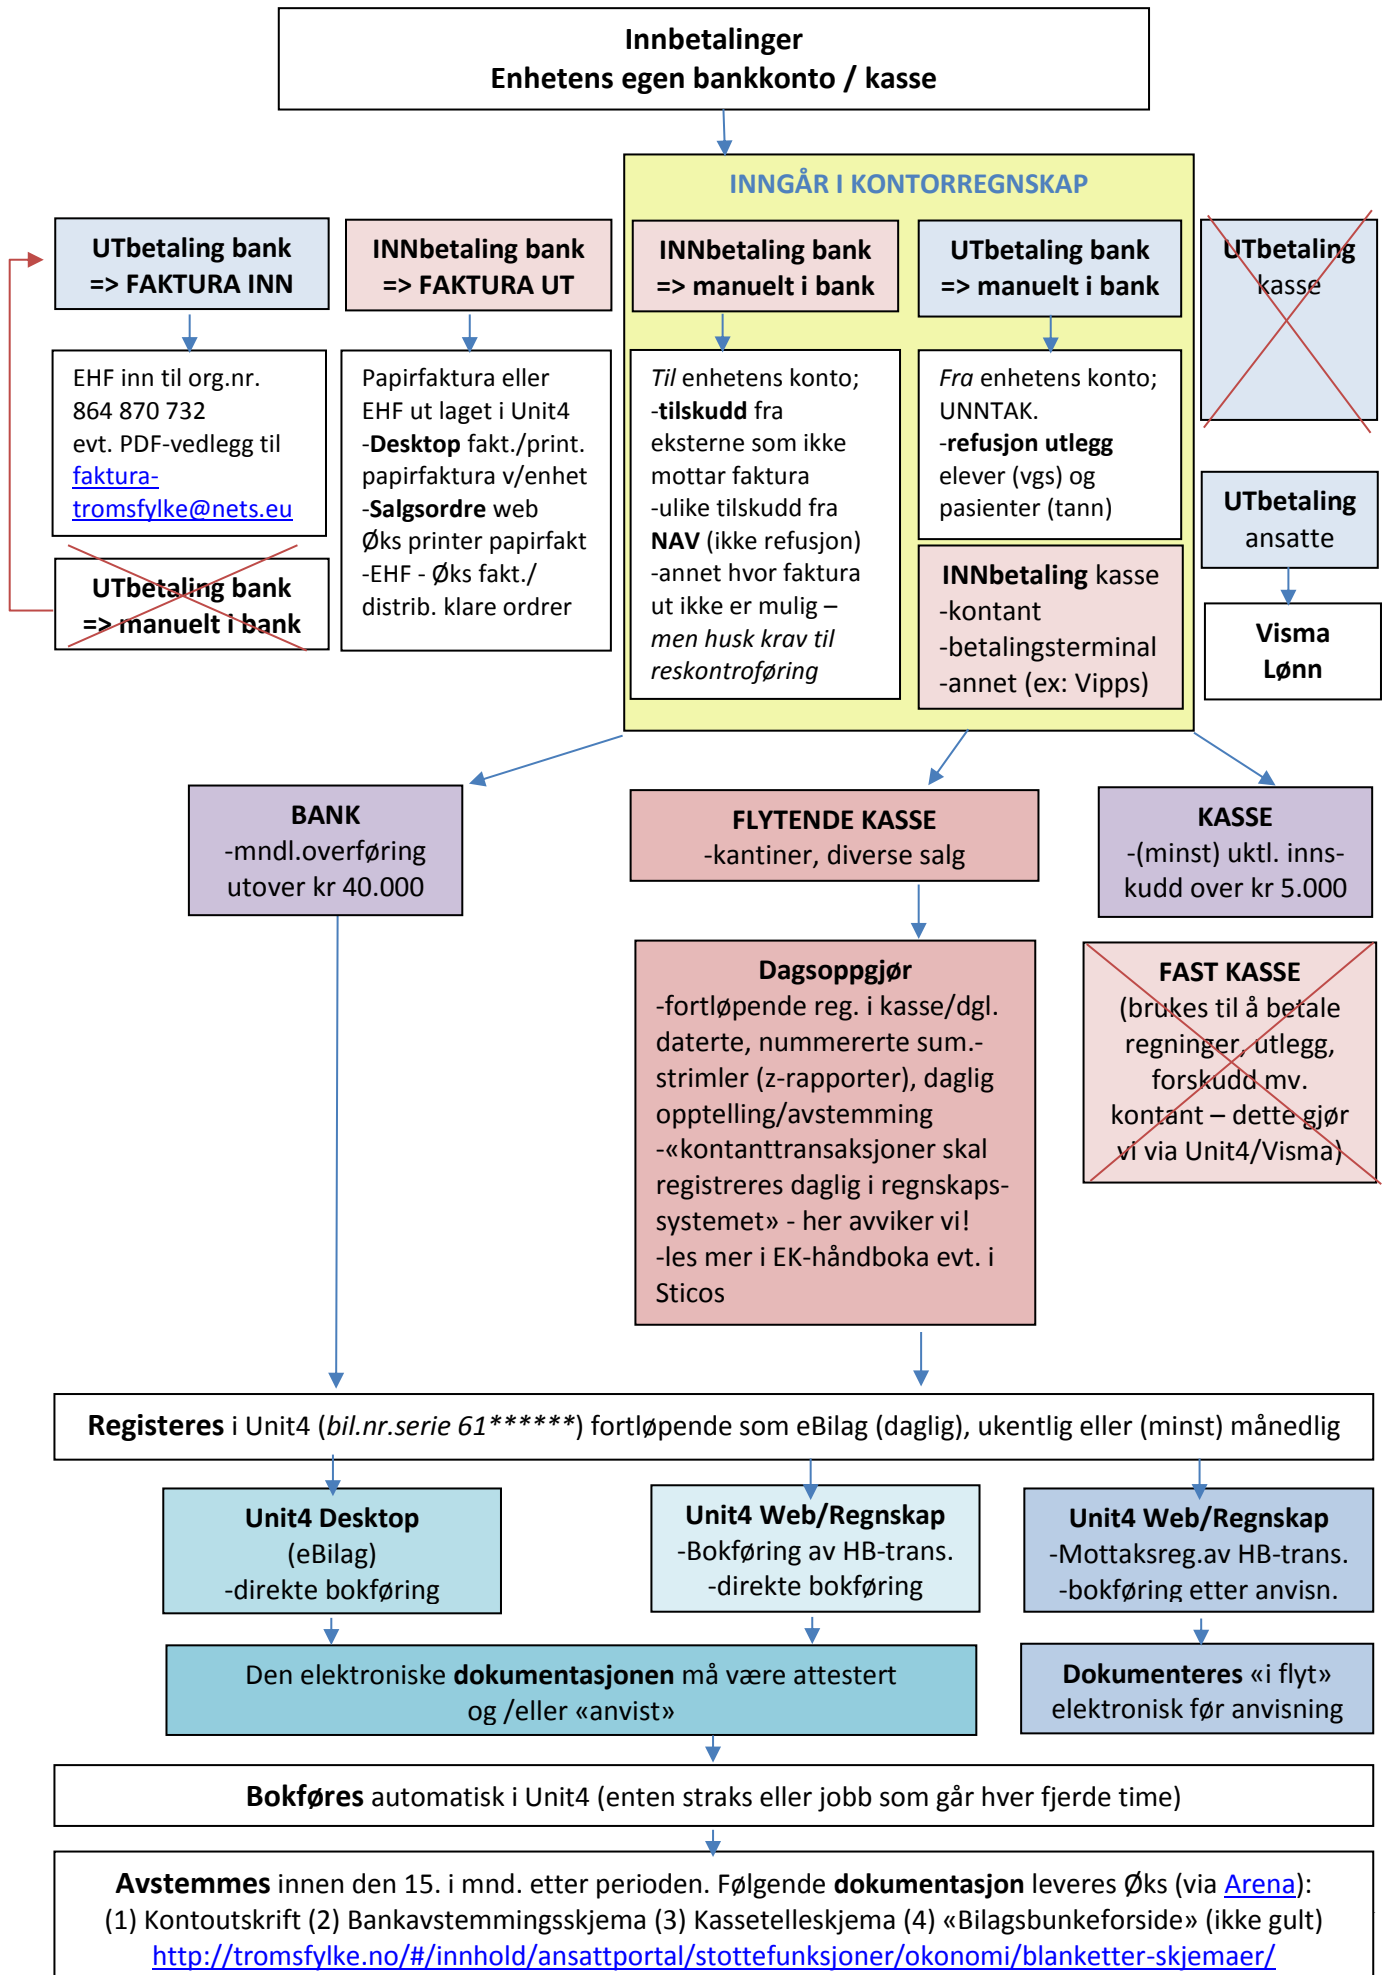 Innbetalinger
Enhetens egen bankkonto / kasse
INNGÅR I KONTORREGNSKAP
UTbetaling bank
=> FAKTURA INN
INNbetaling bank
=> FAKTURA UT
INNbetaling bank
=> manuelt i bank
UTbetaling bank
=> manuelt i bank
UTbetaling
kasse
EHF inn til org.nr.
864 870 732
evt. PDF-vedlegg til
faktura-
tromsfylke@nets.eu
UTbetaling bank
=> manuelt i bank
Papirfaktura eller
EHF ut laget i Unit4
-Desktop fakt./print.
papirfaktura v/enhet
-Salgsordre web
Øks printer papirfakt
-EHF - Øks fakt./
distrib. klare ordrer
Til enhetens konto;
-tilskudd fra
eksterne som ikke
mottar faktura
-ulike tilskudd fra
NAV (ikke refusjon)
-annet hvor faktura
ut ikke er mulig –
men husk krav til
reskontroføring
Fra enhetens konto;
UNNTAK.
-refusjon utlegg
elever (vgs) og
pasienter (tann)
INNbetaling kasse
-kontant
-betalingsterminal
-annet (ex: Vipps)
UTbetaling
ansatte
Visma
Lønn
BANK
-mndl.overføring
utover kr 40.000
FLYTENDE KASSE
-kantiner, diverse salg
KASSE
-(minst) uktl. inns-
kudd over kr 5.000
Dagsoppgjør
-fortløpende reg. i kasse/dgl.
daterte, nummererte sum.-
strimler (z-rapporter), daglig
opptelling/avstemming
-«kontanttransaksjoner skal
registreres daglig i regnskaps-
systemet» - her avviker vi!
-les mer i EK-håndboka evt. i
Sticos
FAST KASSE
(brukes til å betale
regninger, utlegg,
forskudd mv.
kontant – dette gjør
vi via Unit4/Visma)
Registeres i Unit4 (bil.nr.serie 61******) fortløpende som eBilag (daglig), ukentlig eller (minst) månedlig
Unit4 Desktop
(eBilag)
-direkte bokføring
Unit4 Web/Regnskap
-Bokføring av HB-trans.
-direkte bokføring
Unit4 Web/Regnskap
-Mottaksreg.av HB-trans.
-bokføring etter anvisn.
Den elektroniske dokumentasjonen må være attestert
og /eller «anvist»
Dokumenteres «i flyt»
elektronisk før anvisning
Bokføres automatisk i Unit4 (enten straks eller jobb som går hver fjerde time)
Avstemmes innen den 15. i mnd. etter perioden. Følgende dokumentasjon leveres Øks (via Arena):
(1) Kontoutskrift (2) Bankavstemmingsskjema (3) Kassetelleskjema (4) «Bilagsbunkeforside» (ikke gult)
http://tromsfylke.no/#/innhold/ansattportal/stottefunksjoner/okonomi/blanketter-skjemaer/